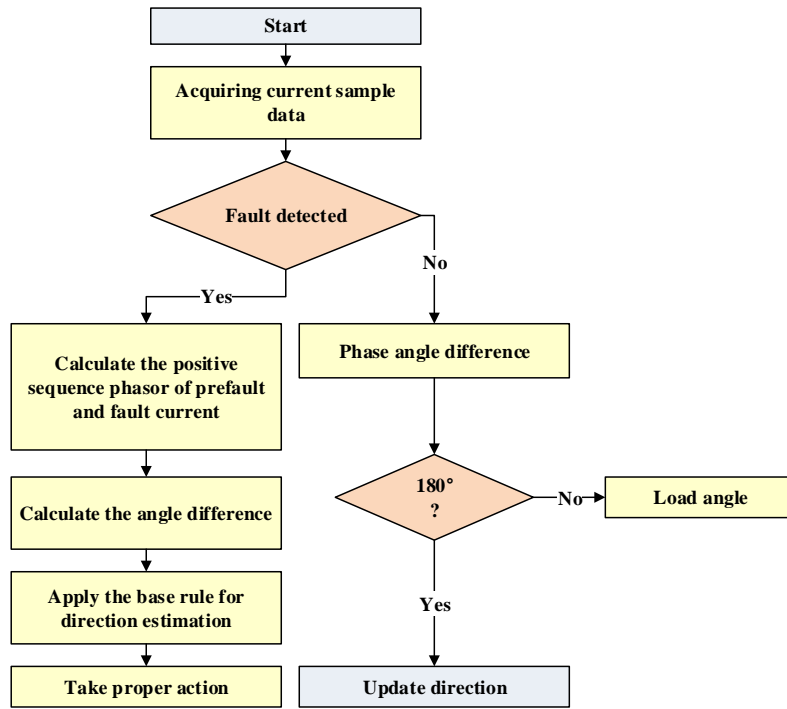 Start
Acquiring current sample
data
Fault detected
No
Yes
Calculate the positive
sequence phasor of prefault
and fault current
Phase angle difference
180°
?
No
Load angle
Calculate the angle difference
Apply the base rule for
direction estimation
Yes
Take proper action
Update direction